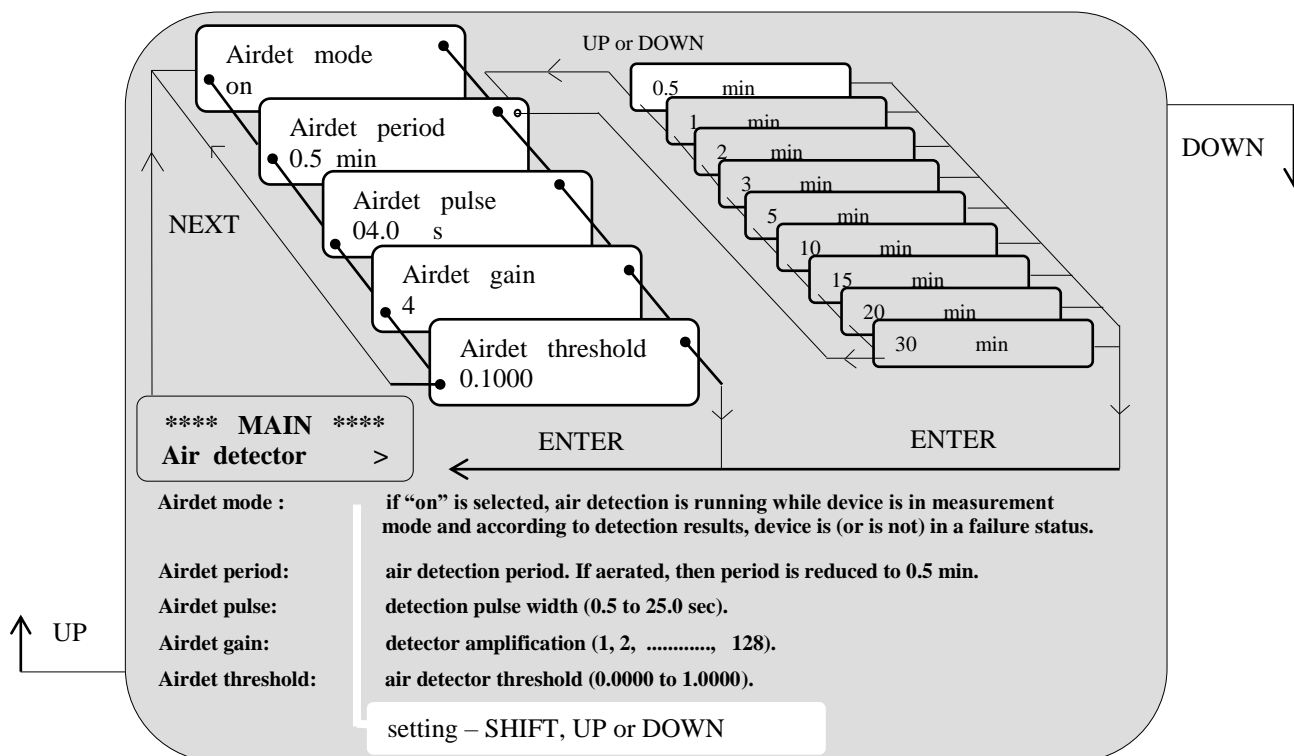 Airdet mode
on
Airdet period
0.5 min
Airdet pulse
04.0 s
Airdet gain
4
Airdet threshold
0.1000
UP or DOWN
0.5 min
1 min
2 min
3 min
5 min
10 min
15 min
20 min
30 min
DOWN
NEXT
ENTER
ENTER
**** MAIN ****
Air detector >
Airdet mode : if “on” is selected, air detection is running while device is in measurement
mode and according to detection results, device is (or is not) in a failure status.
Airdet period: air detection period. If aerated, then period is reduced to 0.5 min.
Airdet pulse: detection pulse width (0.5 to 25.0 sec).
UP
Airdet gain: detector amplification (1, 2, ............, 128).
Airdet threshold: air detector threshold (0.0000 to 1.0000).
setting – SHIFT, UP or DOWN